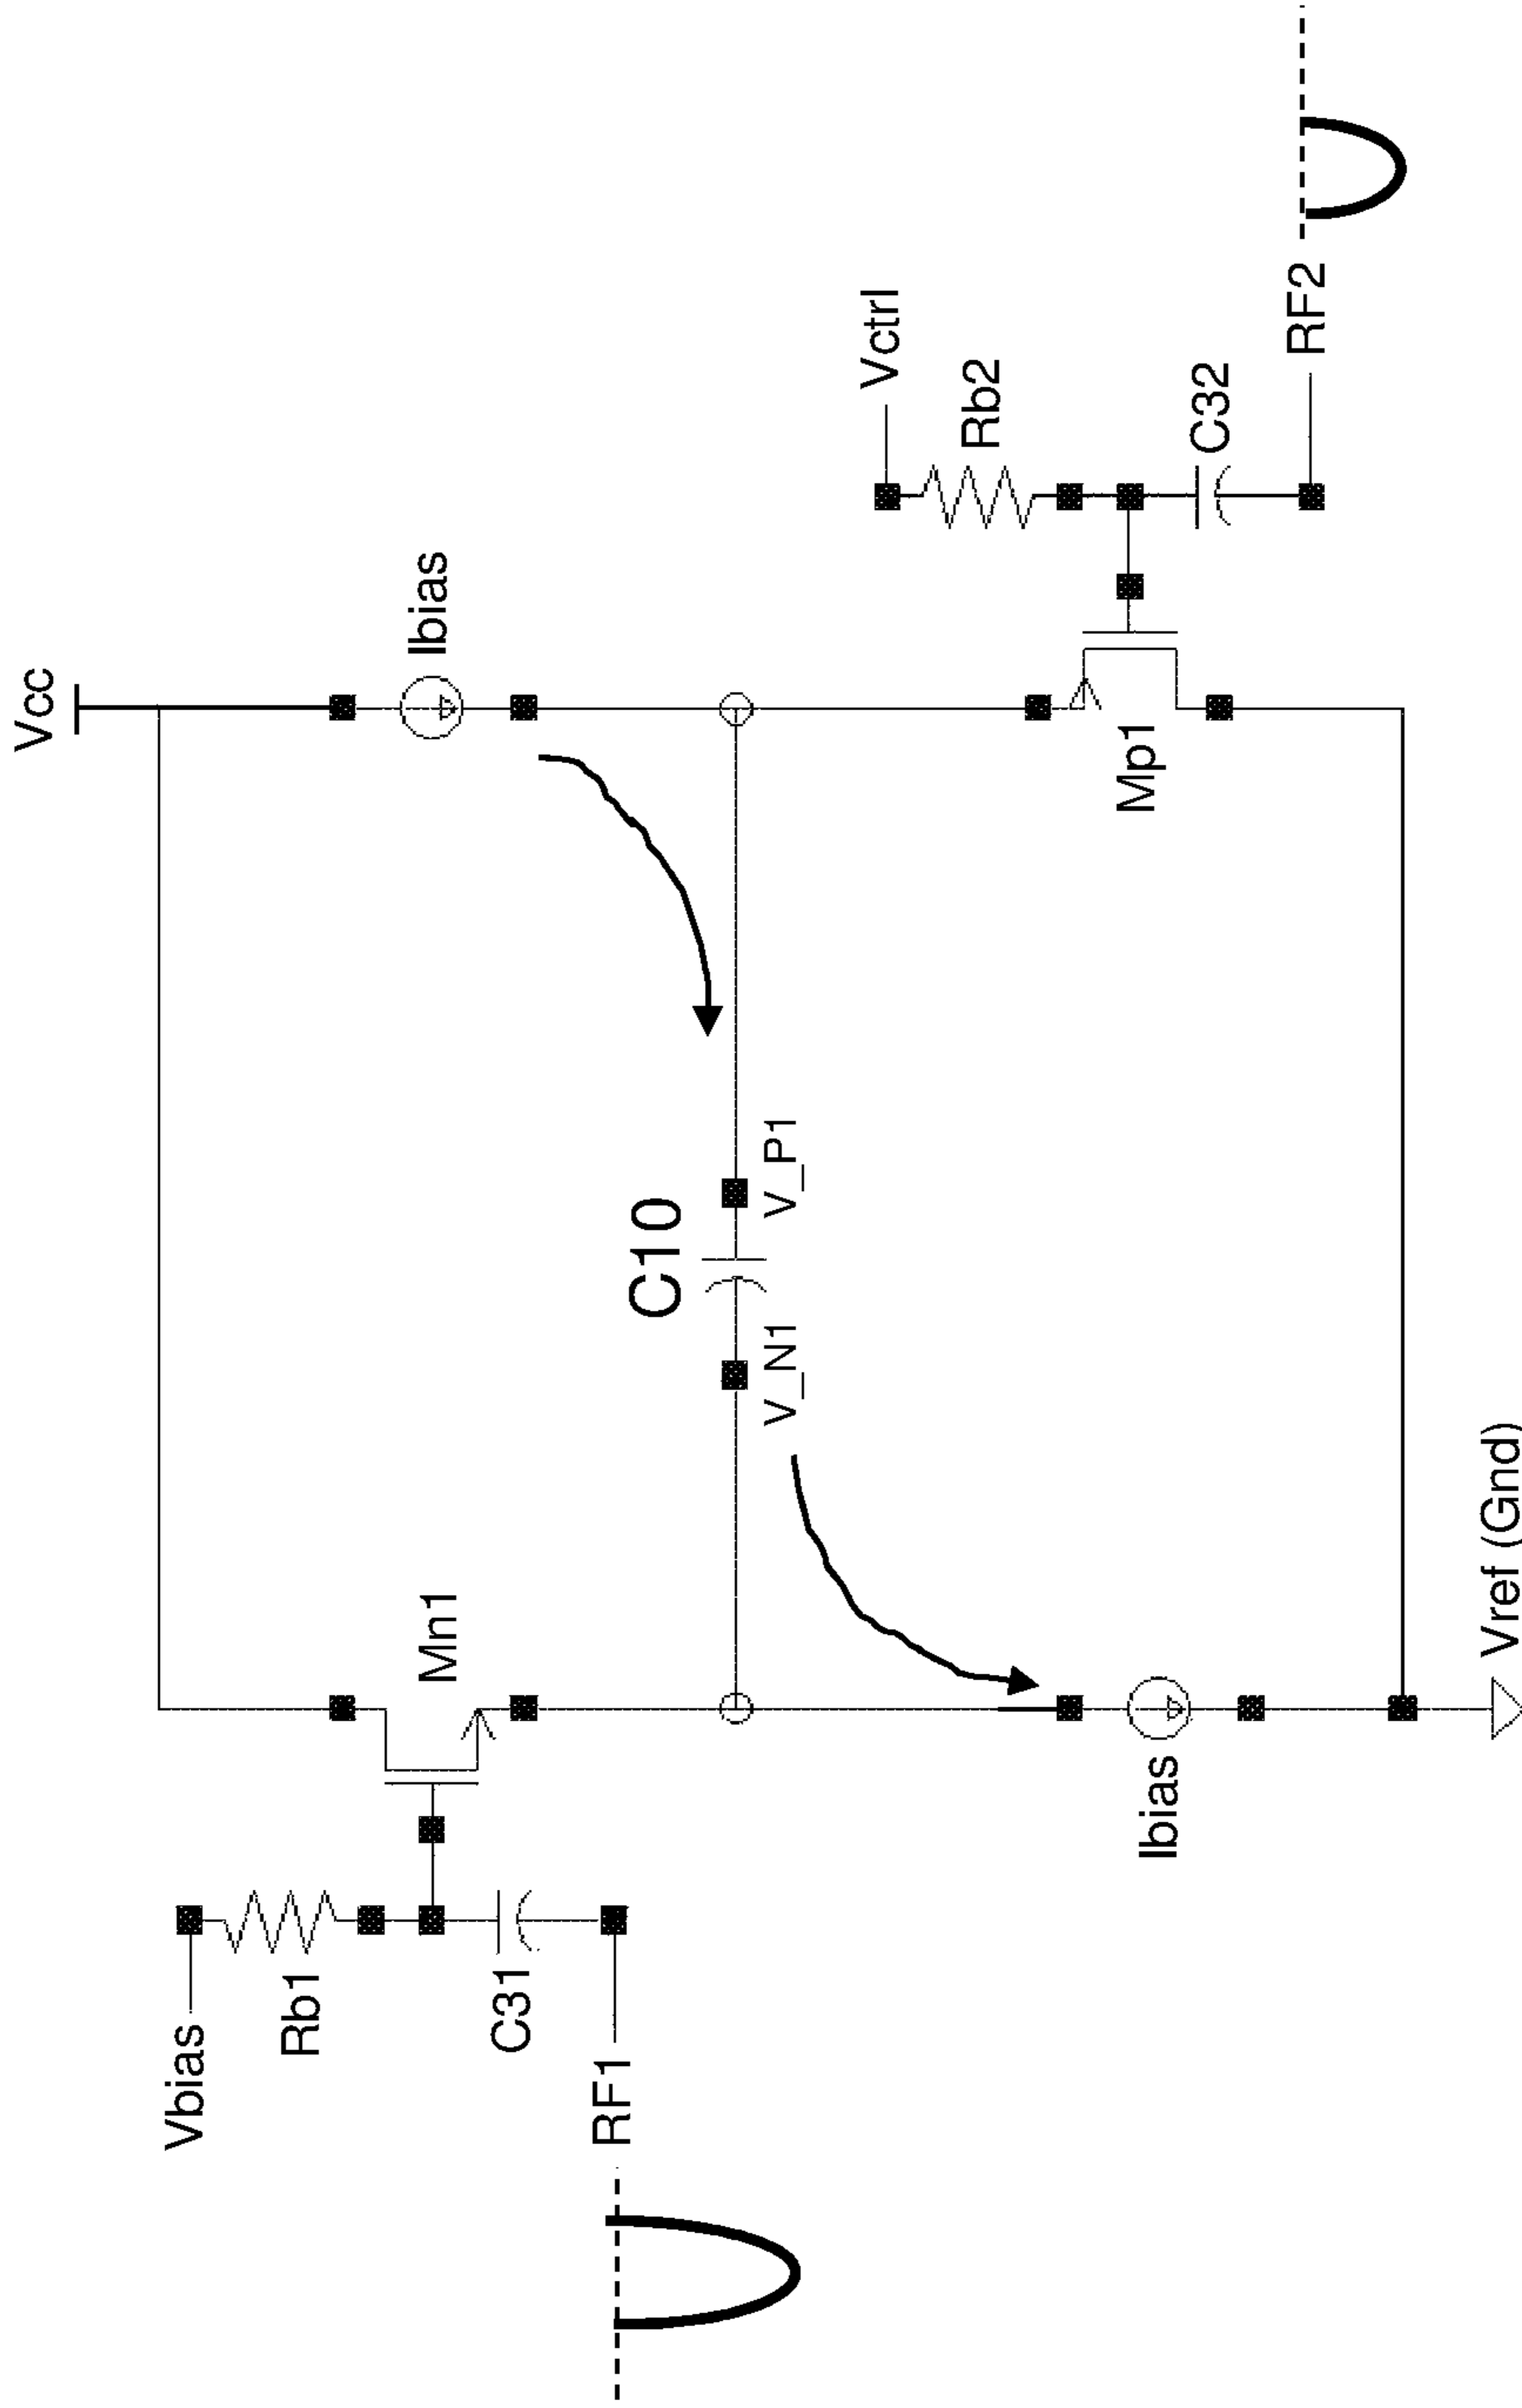 Vcc
Vbias
Rb1
Mn1
Ibias
C31
RF1
C10
V_N1
V_P1
Vctrl
Rb2
Ibias
Mp1
C32
RF2
Vref (Gnd)